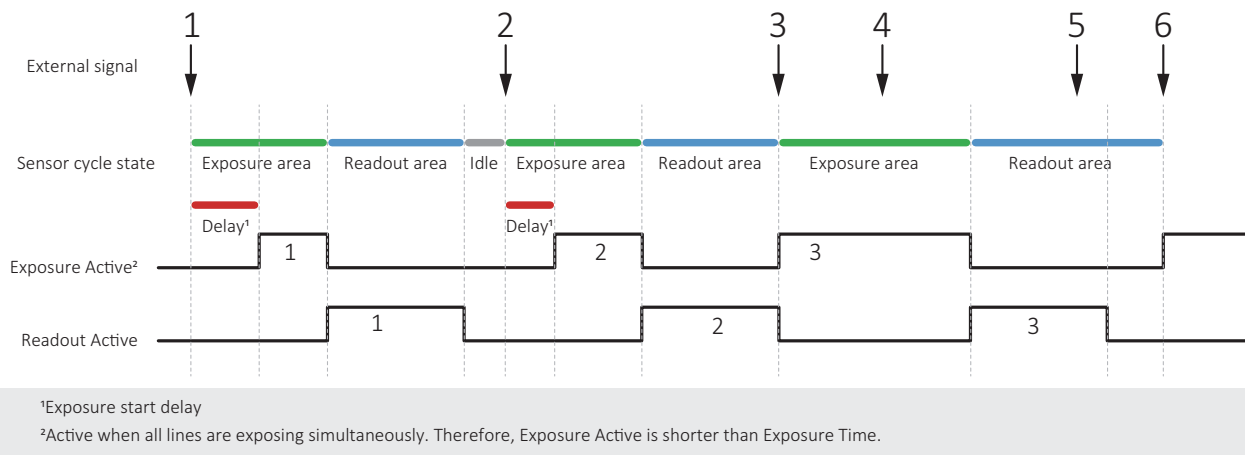 1 2 3 4 5 6
External signal
Sensor cycle state Exposure area Readout area Idle Exposure area Readout area Exposure area Readout area
Delay¹ Delay¹
Exposure Active² 1 2 3
Readout Active 1 2 3
¹Exposure start delay
²Active when all lines are exposing simultaneously. Therefore, Exposure Active is shorter than Exposure Time.